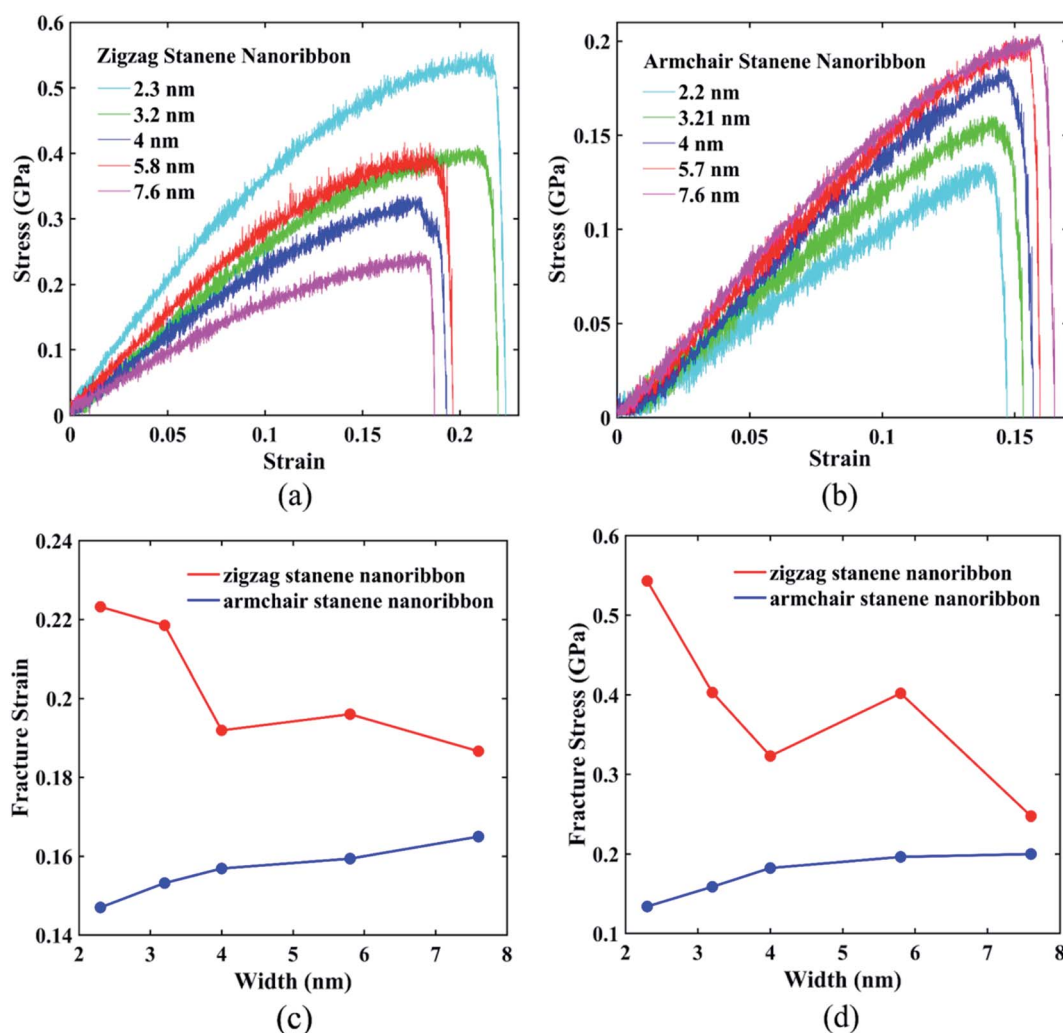 0.6
0.5
0.4
0.3
0.2
0.1
0
Stress (GPa)
Zigzag Stanene Nanoribbon
2.3 nm
3.2 nm
4 nm
5.8 nm
7.6 nm
0 0.05 0.1 0.15 0.2
Strain
(a)
0.2
0.15
0.1
0.05
0
Stress (GPa)
Armchair Stanene Nanoribbon
2.2 nm
3.21 nm
4 nm
5.7 nm
7.6 nm
0 0.05 0.1 0.15
Strain
(b)
0.24
0.22
0.2
0.18
0.16
0.14
Fracture Strain
zigzag stanene nanoribbon
armchair stanene nanoribbon
2 3 4 5 6 7 8
Width (nm)
(c)
0.6
0.5
0.4
0.3
0.2
0.1
Fracture Stress (GPa)
zigzag stanene nanoribbon
armchair stanene nanoribbon
2 3 4 5 6 7 8
Width (nm)
(d)